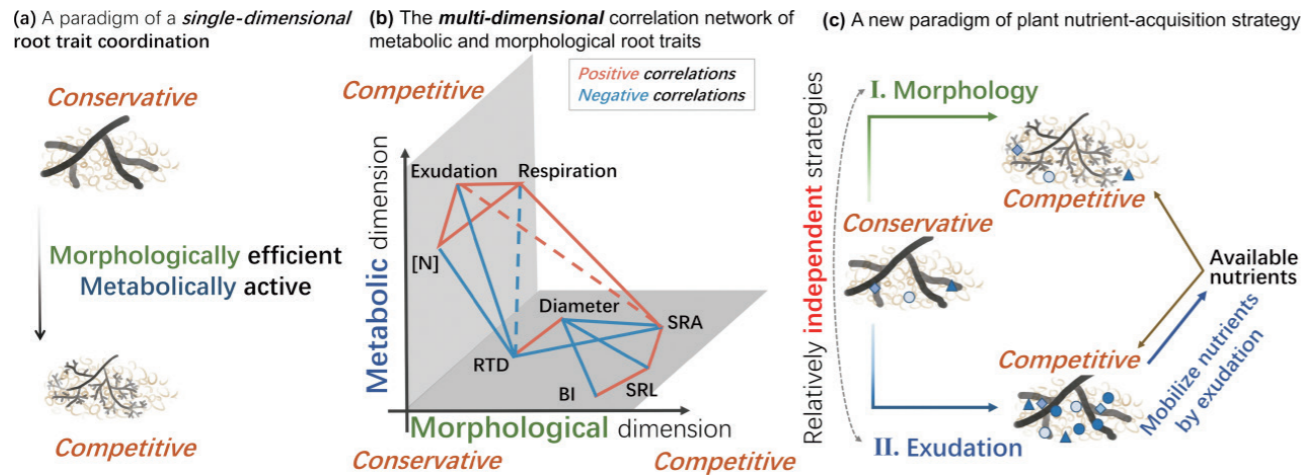 (a) A paradigm of a single-dimensional
root trait coordination
Conservative
Morphologically efficient
Metabolically active
Competitive
(b) The multi-dimensional correlation network of
metabolic and morphological root traits
Positive correlations
Negative correlations
Competitive
Metabolic dimension
Exudation
Respiration
[N]
Diameter
SRA
RTD
BI
SRL
Morphological dimension
Conservative
Competitive
(c) A new paradigm of plant nutrient-acquisition strategy
Relatively independent strategies
I. Morphology
Competitive
Conservative
Available
nutrients
Competitive
Mobilize nutrients
by exudation
II. Exudation